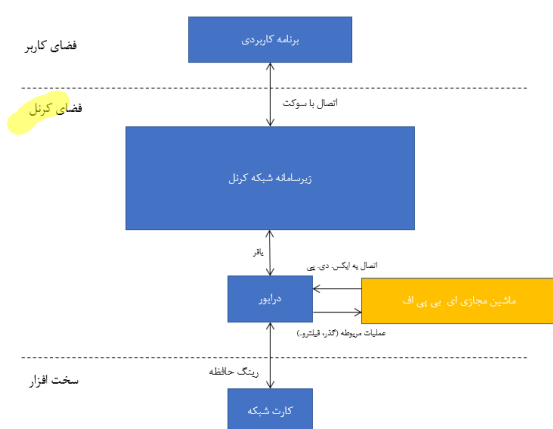 برنامه کاربردی
فضای کاربر
اتصال با سوکت
فضای کرنل
زیرسامانه شبکه کرنل
بافر
اتصال به ایکس. دی. پی
درایور
ماشین مجازی ای بی پی اف
عملیات مربوطه (گذر، فیلترو..)
رینگ حافظه
سخت افزار
کارت شبکه